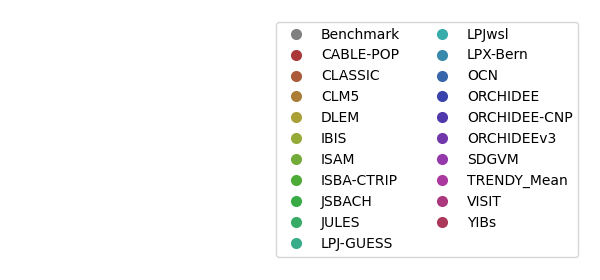 Benchmark
CABLE-POP
CLASSIC
CLM5
DLEM
IBIS
ISAM
ISBA-CTRIP
JSBACH
JULES
LPJ-GUESS
LPJwsl
LPX-Bern
OCN
ORCHIDEE
ORCHIDEE-CNP
ORCHIDEEv3
SDGVM
TRENDY_Mean
VISIT
YIBs